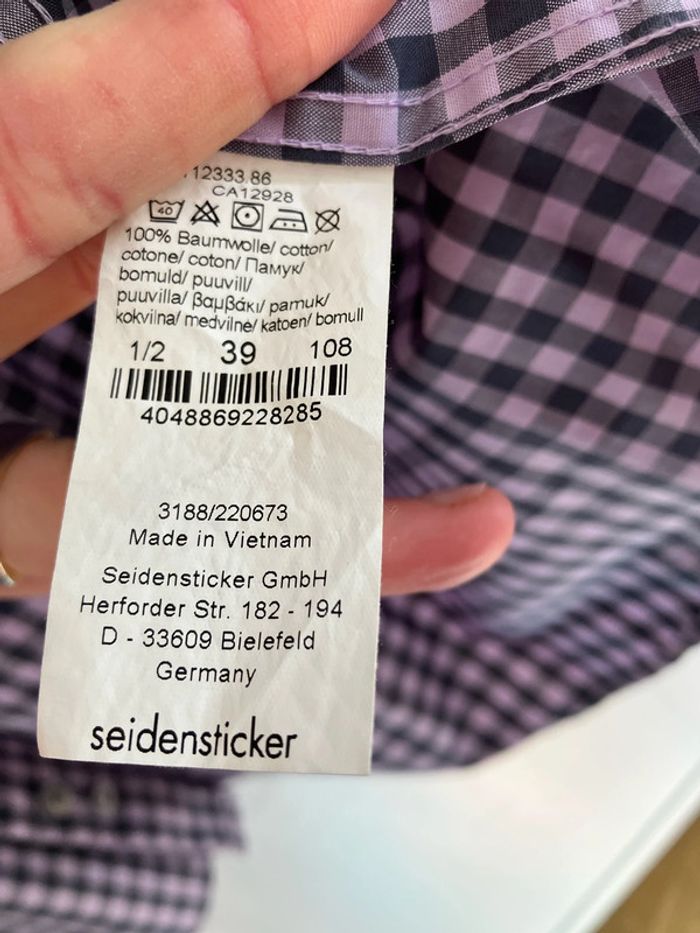 12333.86
CA12928
40
100% Baumwolle/ cotton/
cotone/ coton/ Памук/
bomuld/ puuvill/
puuvilla/ βαμβάκι/ pamuk/
kokvilna/ medvilnė/ katoen/ bomull
1/2 39 108
4048869228285
3188/220673
Made in Vietnam
Seidensticker GmbH
Herforder Str. 182 - 194
D - 33609 Bielefeld
Germany
seidensticker